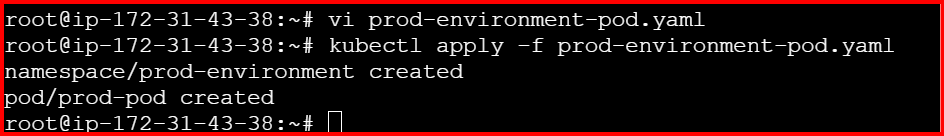 root@ip-172-31-43-38:~# vi prod-environment-pod.yaml
root@ip-172-31-43-38:~# kubectl apply -f prod-environment-pod.yaml
namespace/prod-environment created
pod/prod-pod created
root@ip-172-31-43-38:~#